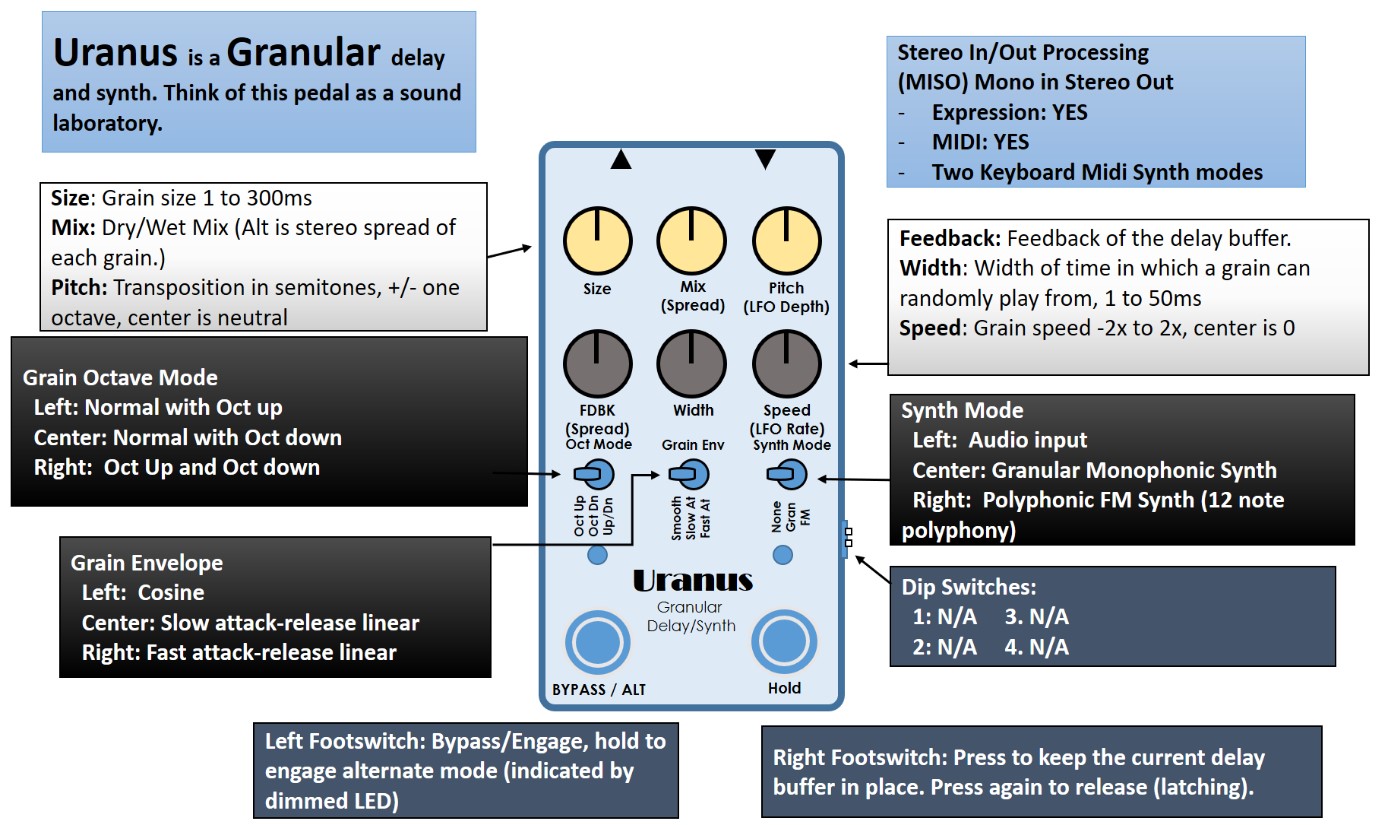 Uranus is a Granular delay
and synth. Think of this pedal as a sound
laboratory.
Stereo In/Out Processing
(MISO) Mono in Stereo Out
- Expression: YES
- MIDI: YES
- Two Keyboard Midi Synth modes
Size: Grain size 1 to 300ms
Mix: Dry/Wet Mix (Alt is stereo spread of
each grain.)
Pitch: Transposition in semitones, +/- one
octave, center is neutral
Feedback: Feedback of the delay buffer.
Width: Width of time in which a grain can
randomly play from, 1 to 50ms
Speed: Grain speed -2x to 2x, center is 0
Grain Octave Mode
Left: Normal with Oct up
Center: Normal with Oct down
Right: Oct Up and Oct down
Synth Mode
Left: Audio input
Center: Granular Monophonic Synth
Right: Polyphonic FM Synth (12 note
polyphony)
Grain Envelope
Left: Cosine
Center: Slow attack-release linear
Right: Fast attack-release linear
Dip Switches:
1: N/A 3. N/A
2: N/A 4. N/A
Size
Mix
(Spread)
Pitch
(LFO Depth)
FDBK
(Spread)
Width
Speed
(LFO Rate)
Oct Mode
Grain Env
Synth Mode
Oct Up
Oct Dn
Up/Dn
Smooth
Slow At
Fast At
None
Gran
FM
Uranus
Granular
Delay/Synth
BYPASS / ALT
Hold
Left Footswitch: Bypass/Engage, hold to
engage alternate mode (indicated by
dimmed LED)
Right Footswitch: Press to keep the current delay
buffer in place. Press again to release (latching).